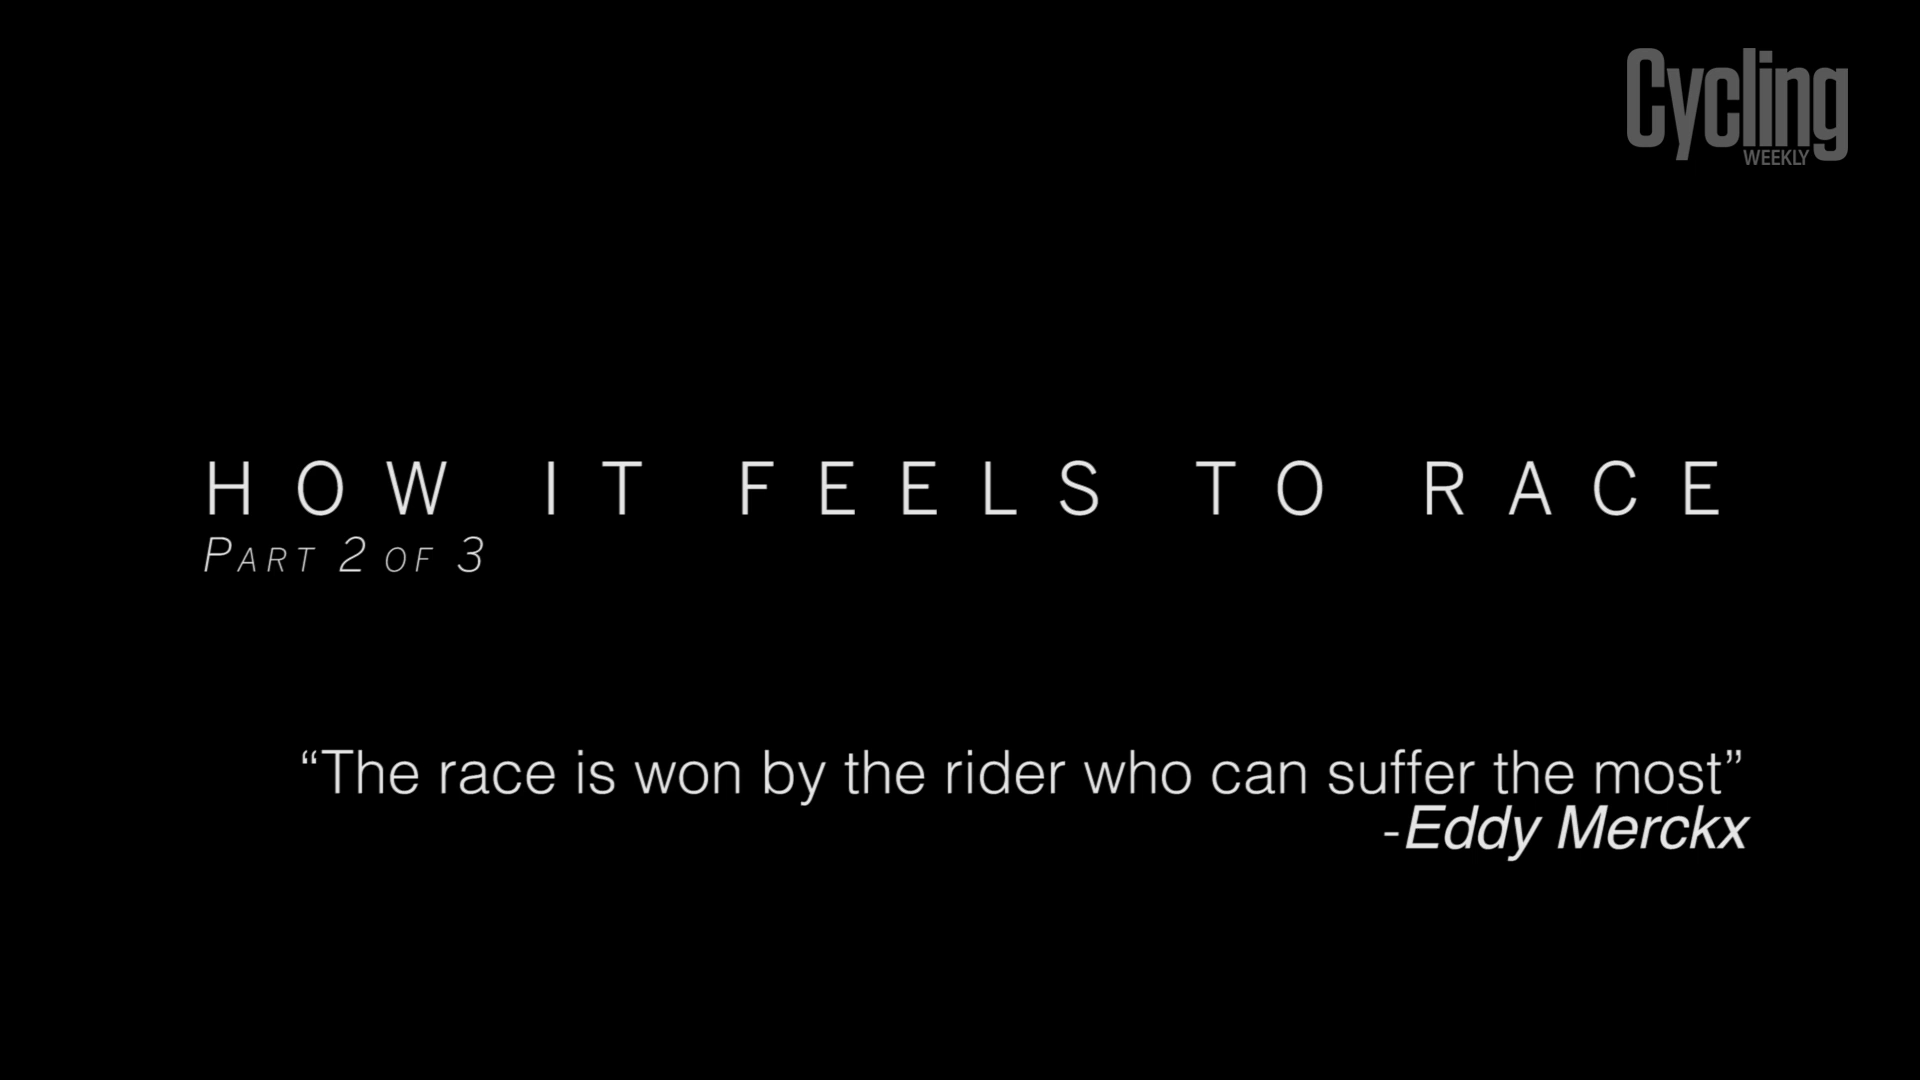 Cycling
WEEKLY
HOW IT FEELS TO RACE
PART 2 OF 3
“The race is won by the rider who can suffer the most”
-Eddy Merckx